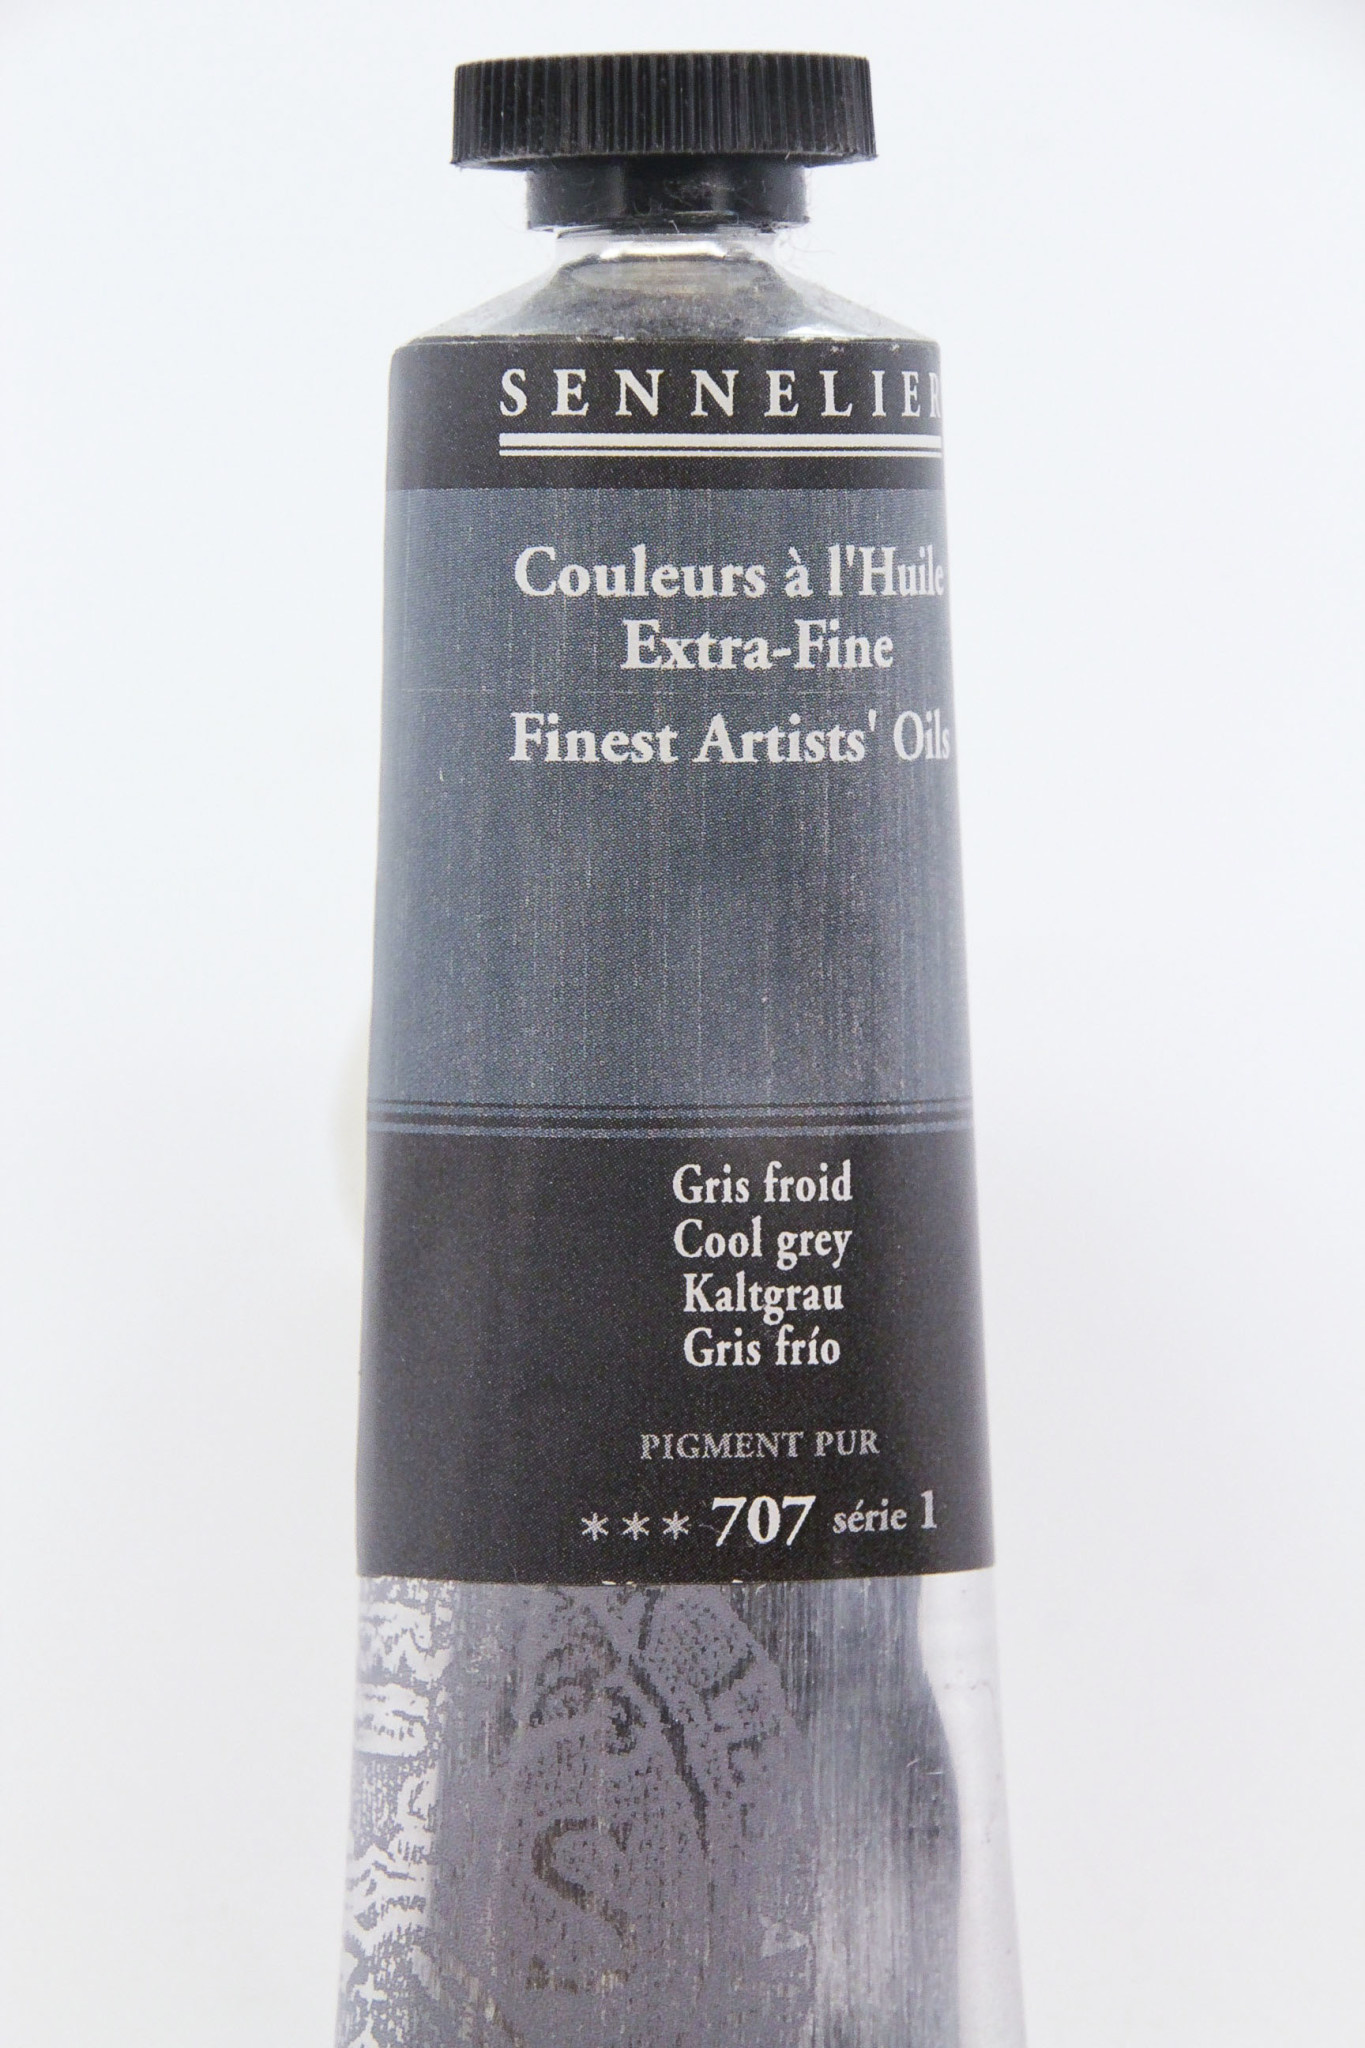 SENNELIER
Couleurs à l'Huile
Extra-Fine
Finest Artists' Oils
Gris froid
Cool grey
Kaltgrau
Gris frío
PIGMENT PUR
*** 707 série 1